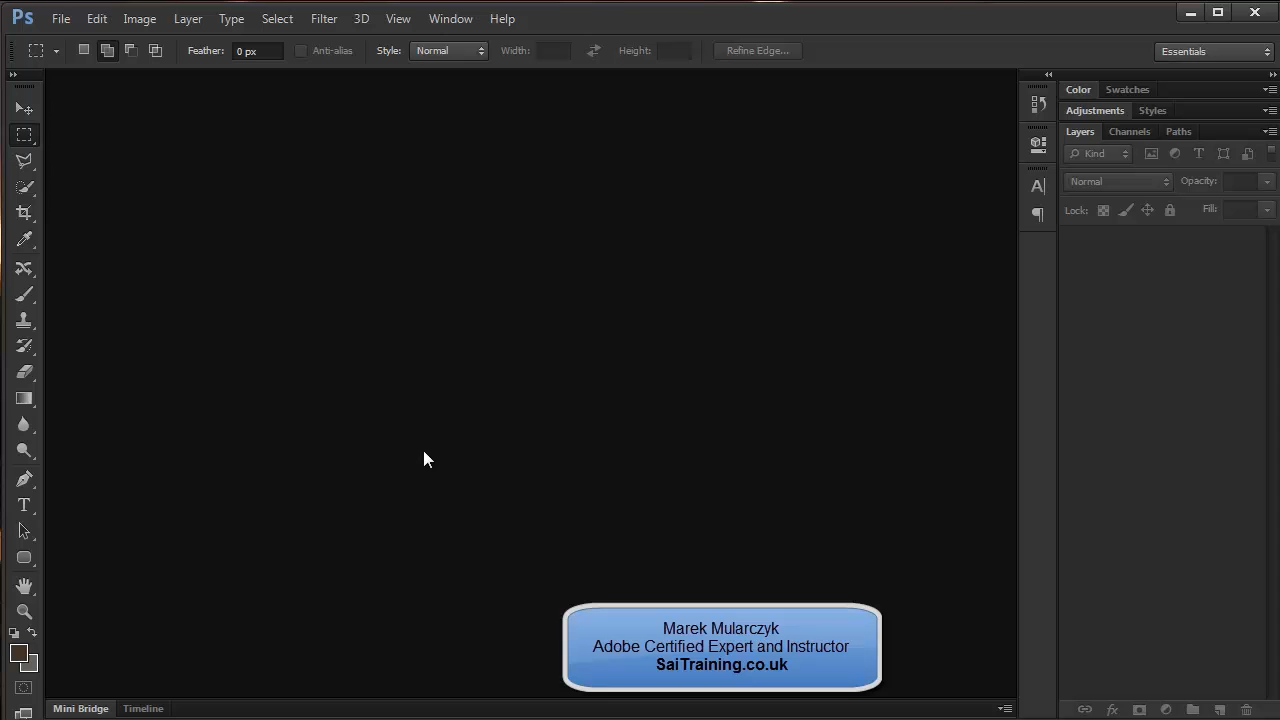 Ps File Edit Image Layer Type Select Filter 3D View Window Help
Feather: 0 px Anti-alias Style: Normal Width: Height: Refine Edge... Essentials
Color Swatches
Adjustments Styles
Layers Channels Paths
Kind T
Normal Opacity:
Lock: Fill:
A
T
Marek Mularczyk
Adobe Certified Expert and Instructor
SaiTraining.co.uk
Mini Bridge Timeline fx